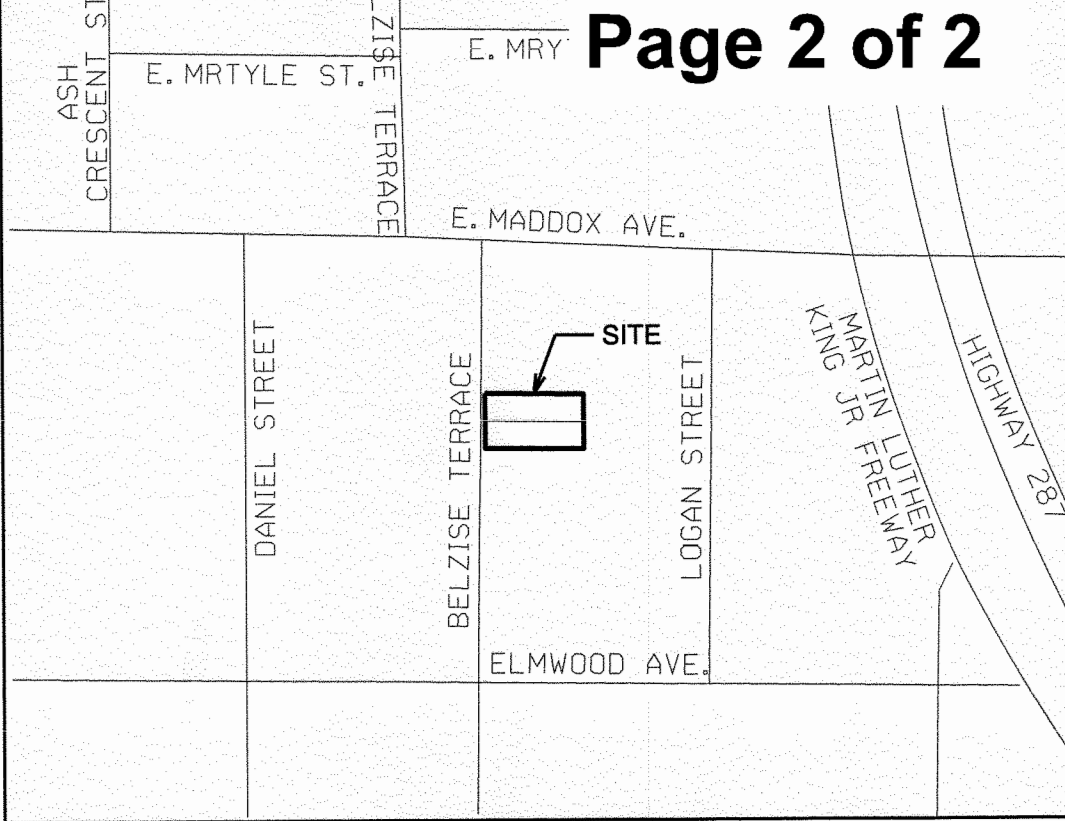 Page 2 of 2
ASH
CRESCENT ST
E. MRTYLE ST.
ZISE TERRACE
E. MRY
E. MADDOX AVE.
SITE
DANIEL STREET
BELZISE TERRACE
LOGAN STREET
MARTIN LUTHER
KING JR FREEWAY
HIGHWAY 287
ELMWOOD AVE.